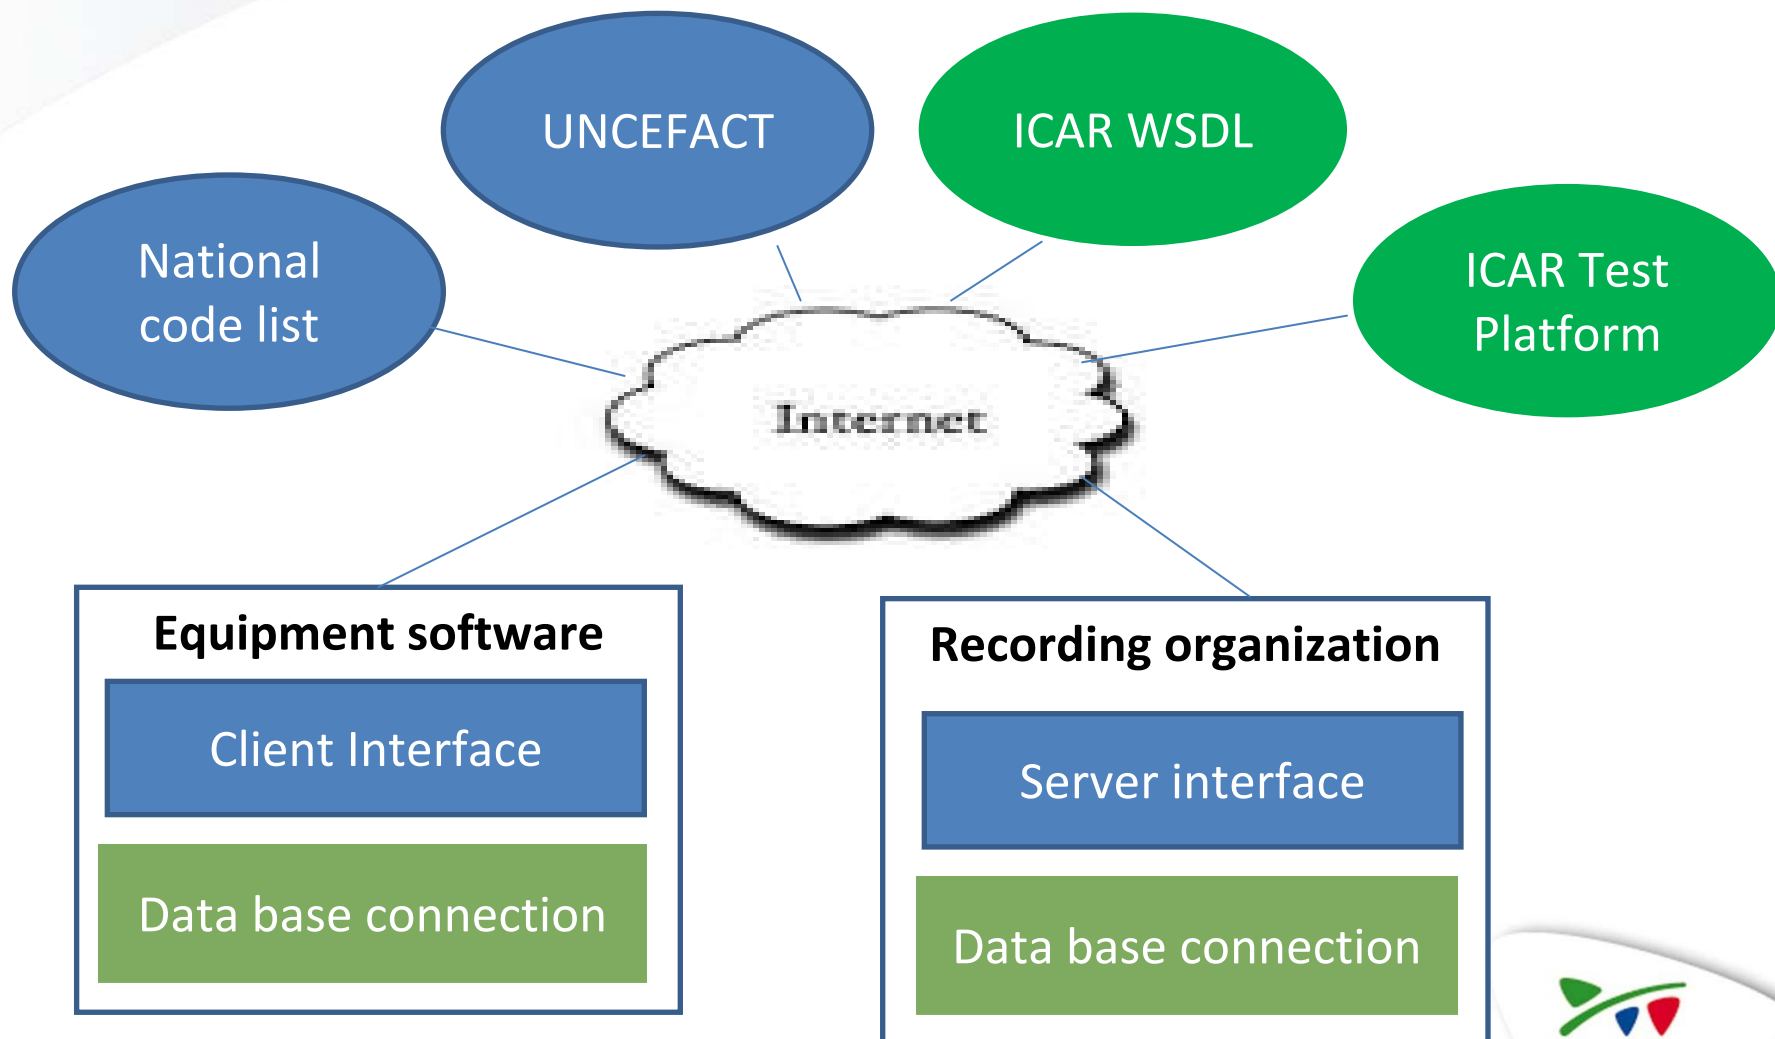 UNCEFACT
ICAR WSDL
National
code list
ICAR Test
Platform
Internet
Equipment software
Client Interface
Data base connection
Recording organization
Server interface
Data base connection